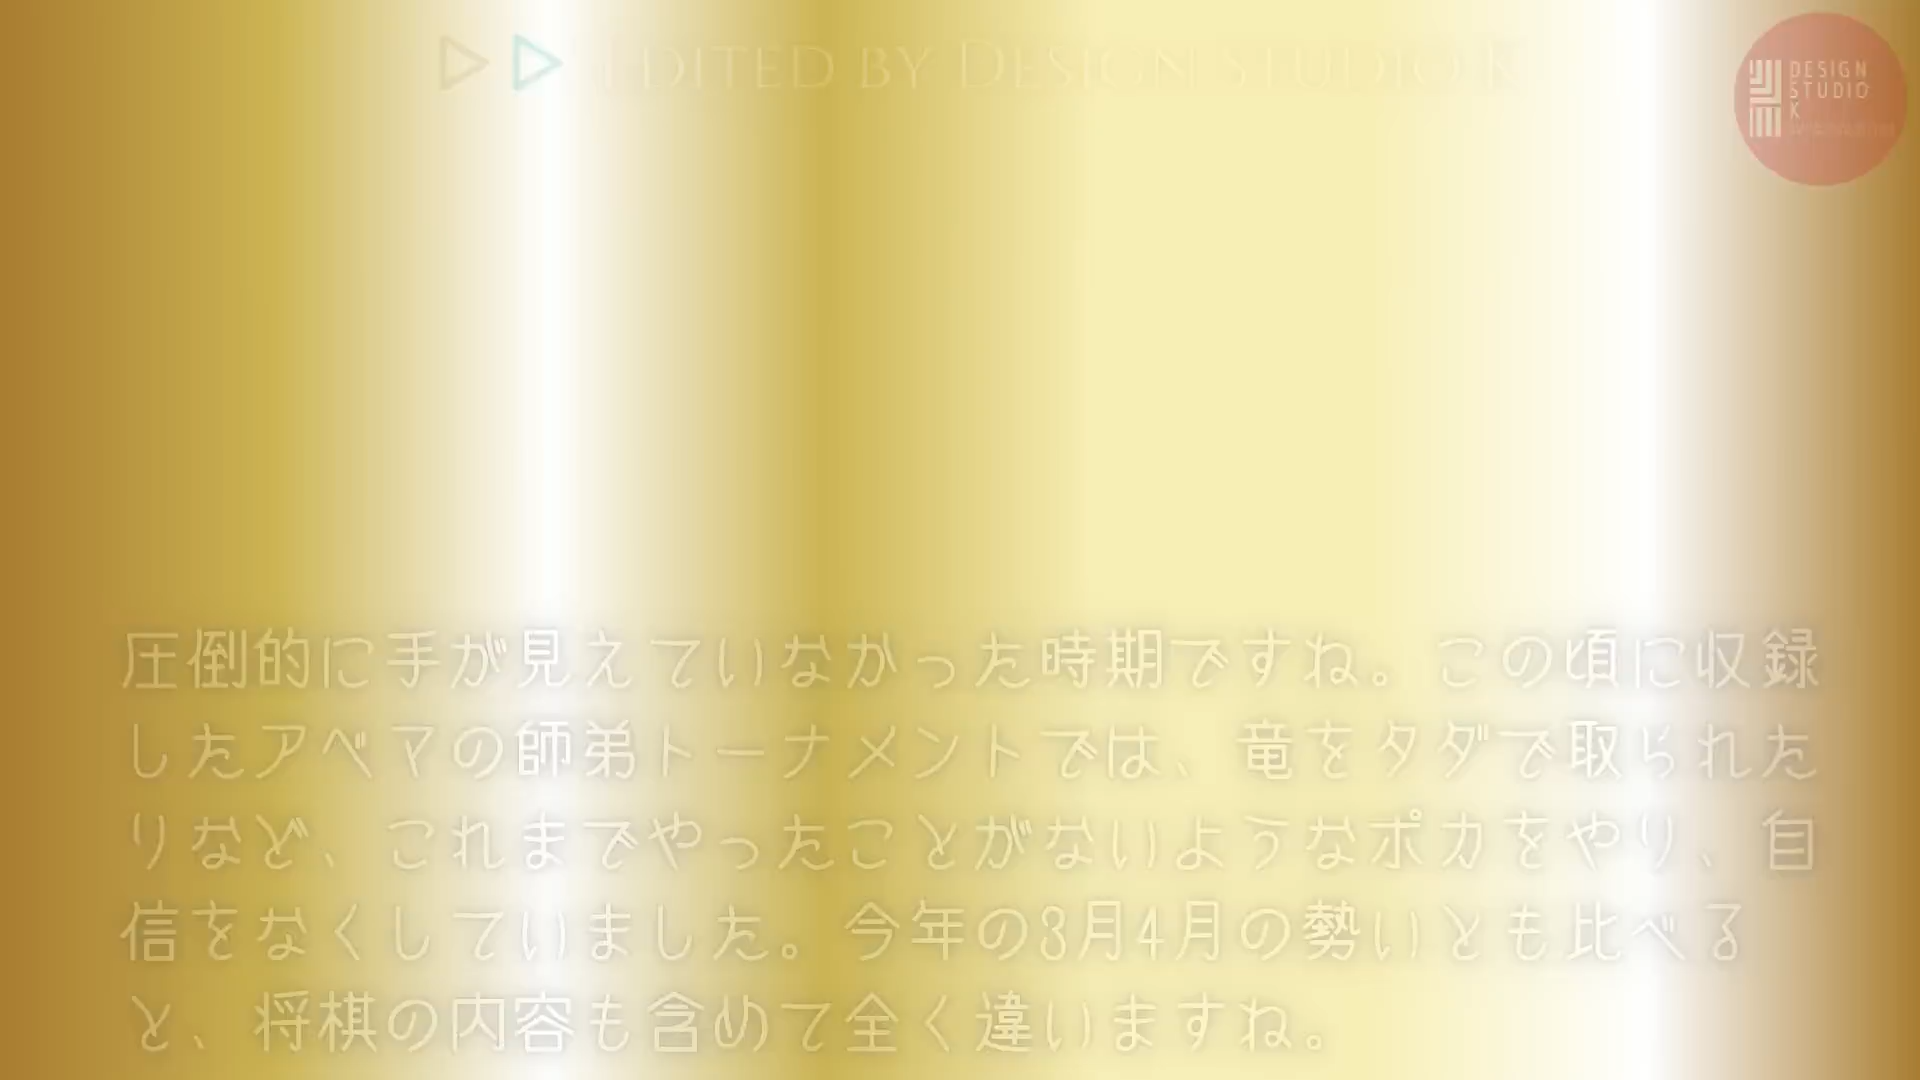 EDITED BY DESIGN STUDIO K
DESIGN
STUDIO
K
圧倒的に手が見えていなかった時期ですね。この頃に収録
したアベマの師弟トーナメントでは、竜をタダで取られた
りなど、これまでやったことがないようなポカをやり、自
信をなくしていました。今年の3月4月の勢いとも比べる
と、将棋の内容も含めて全く違いますね。